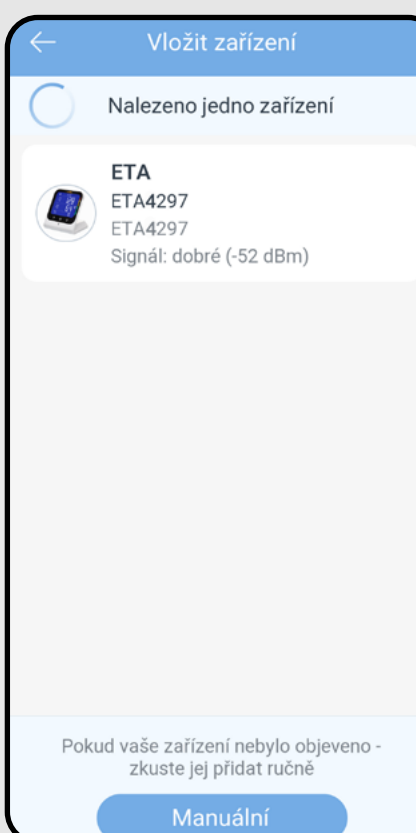 Vložit zařízení
Nalezeno jedno zařízení
ETA
ETA4297
ETA4297
Signál: dobré (-52 dBm)
Pokud vaše zařízení nebylo objeveno -
zkuste jej přidat ručně
Manuální